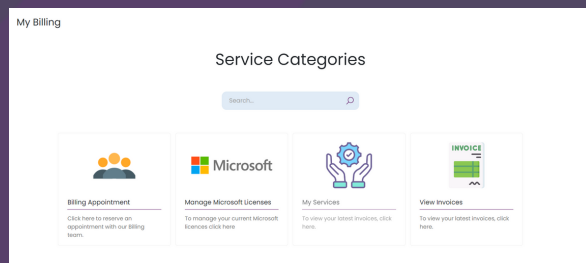 My Billing
Service Categories
Search...
Microsoft
INVOICE
Billing Appointment
Click here to reserve an
appointment with our Billing
team.
Manage Microsoft Licenses
To manage your current Microsoft
licences click here
My Services
To view your latest Invoices, click
here.
View Invoices
To view your latest invoices, click
here.